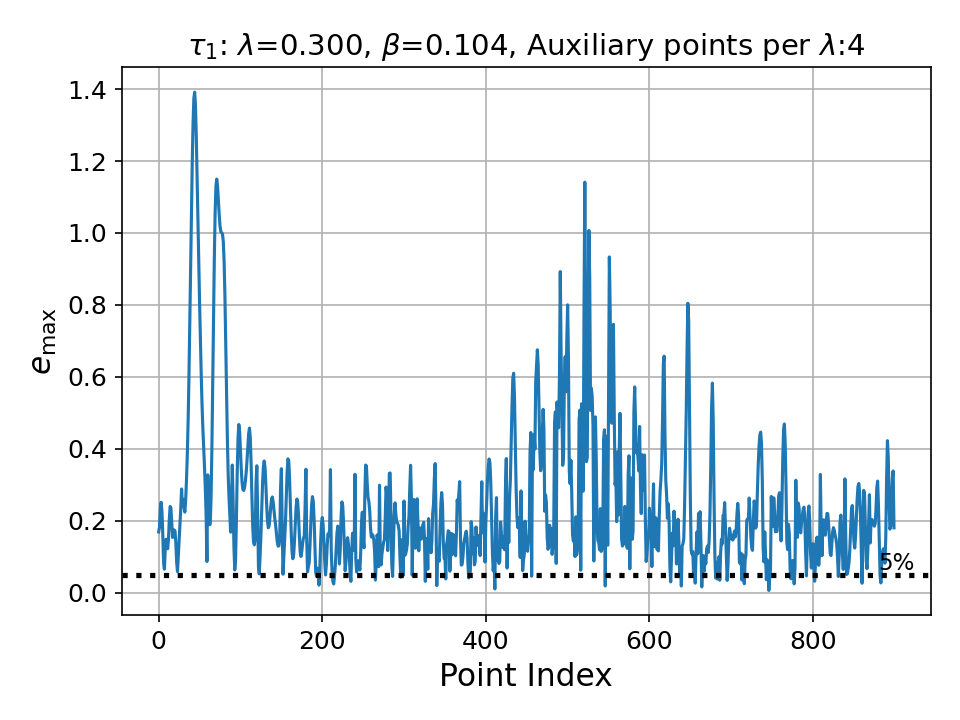 τ₁: λ=0.300, β=0.104, Auxiliary points per λ:4
e_max
1.4
1.2
1.0
0.8
0.6
0.4
0.2
0.0
5%
0 200 400 600 800
Point Index